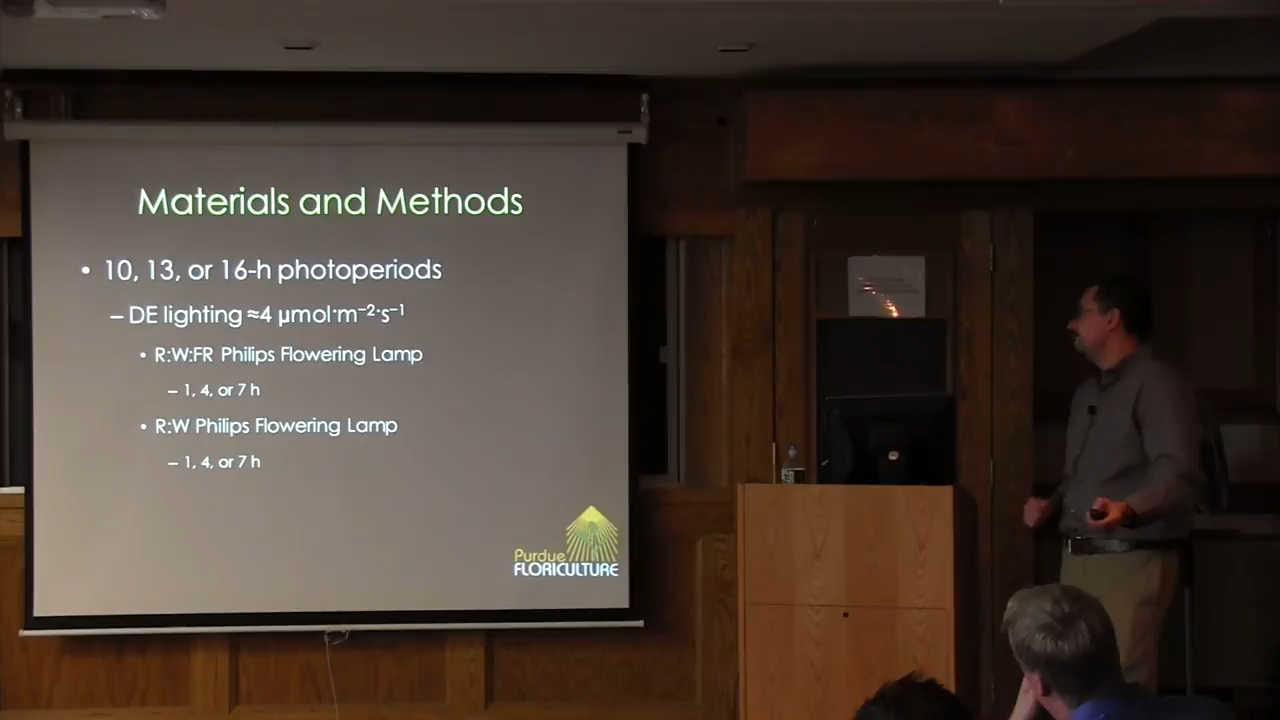 Materials and Methods
• 10, 13, or 16-h photoperiods
– DE lighting ≈4 μmol·m⁻²·s⁻¹
• R:W:FR Philips Flowering Lamp
– 1, 4, or 7 h
• R:W Philips Flowering Lamp
– 1, 4, or 7 h
Purdue
FLORICULTURE